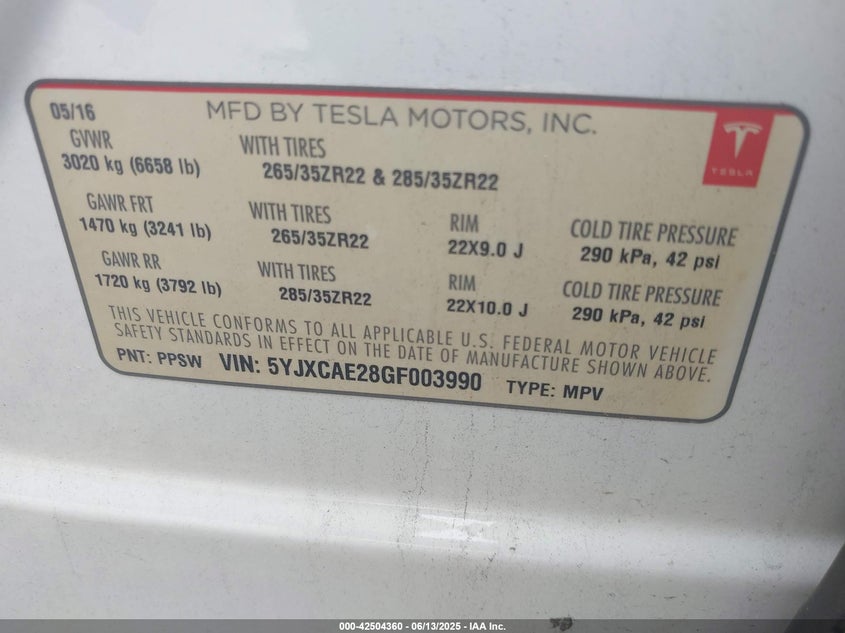 05/16 MFD BY TESLA MOTORS, INC.
TESLA
GVWR WITH TIRES
3020 kg (6658 lb) 265/35ZR22 & 285/35ZR22
GAWR FRT WITH TIRES RIM COLD TIRE PRESSURE
1470 kg (3241 lb) 265/35ZR22 22X9.0 J 290 kPa, 42 psi
GAWR RR WITH TIRES RIM COLD TIRE PRESSURE
1720 kg (3792 lb) 285/35ZR22 22X10.0 J 290 kPa, 42 psi
THIS VEHICLE CONFORMS TO ALL APPLICABLE U.S. FEDERAL MOTOR VEHICLE
SAFETY STANDARDS IN EFFECT ON THE DATE OF MANUFACTURE SHOWN ABOVE.
PNT: PPSW VIN: 5YJXCAE28GF003990 TYPE: MPV
000-42504360 - 06/13/2025 - IAA Inc.